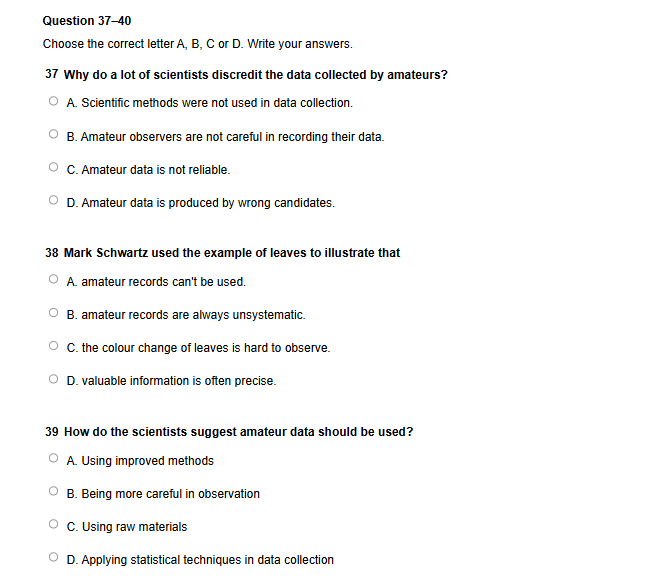 Question 37–40
Choose the correct letter A, B, C or D. Write your answers.
37 Why do a lot of scientists discredit the data collected by amateurs?
A. Scientific methods were not used in data collection.
B. Amateur observers are not careful in recording their data.
C. Amateur data is not reliable.
D. Amateur data is produced by wrong candidates.
38 Mark Schwartz used the example of leaves to illustrate that
A. amateur records can't be used.
B. amateur records are always unsystematic.
C. the colour change of leaves is hard to observe.
D. valuable information is often precise.
39 How do the scientists suggest amateur data should be used?
A. Using improved methods
B. Being more careful in observation
C. Using raw materials
D. Applying statistical techniques in data collection